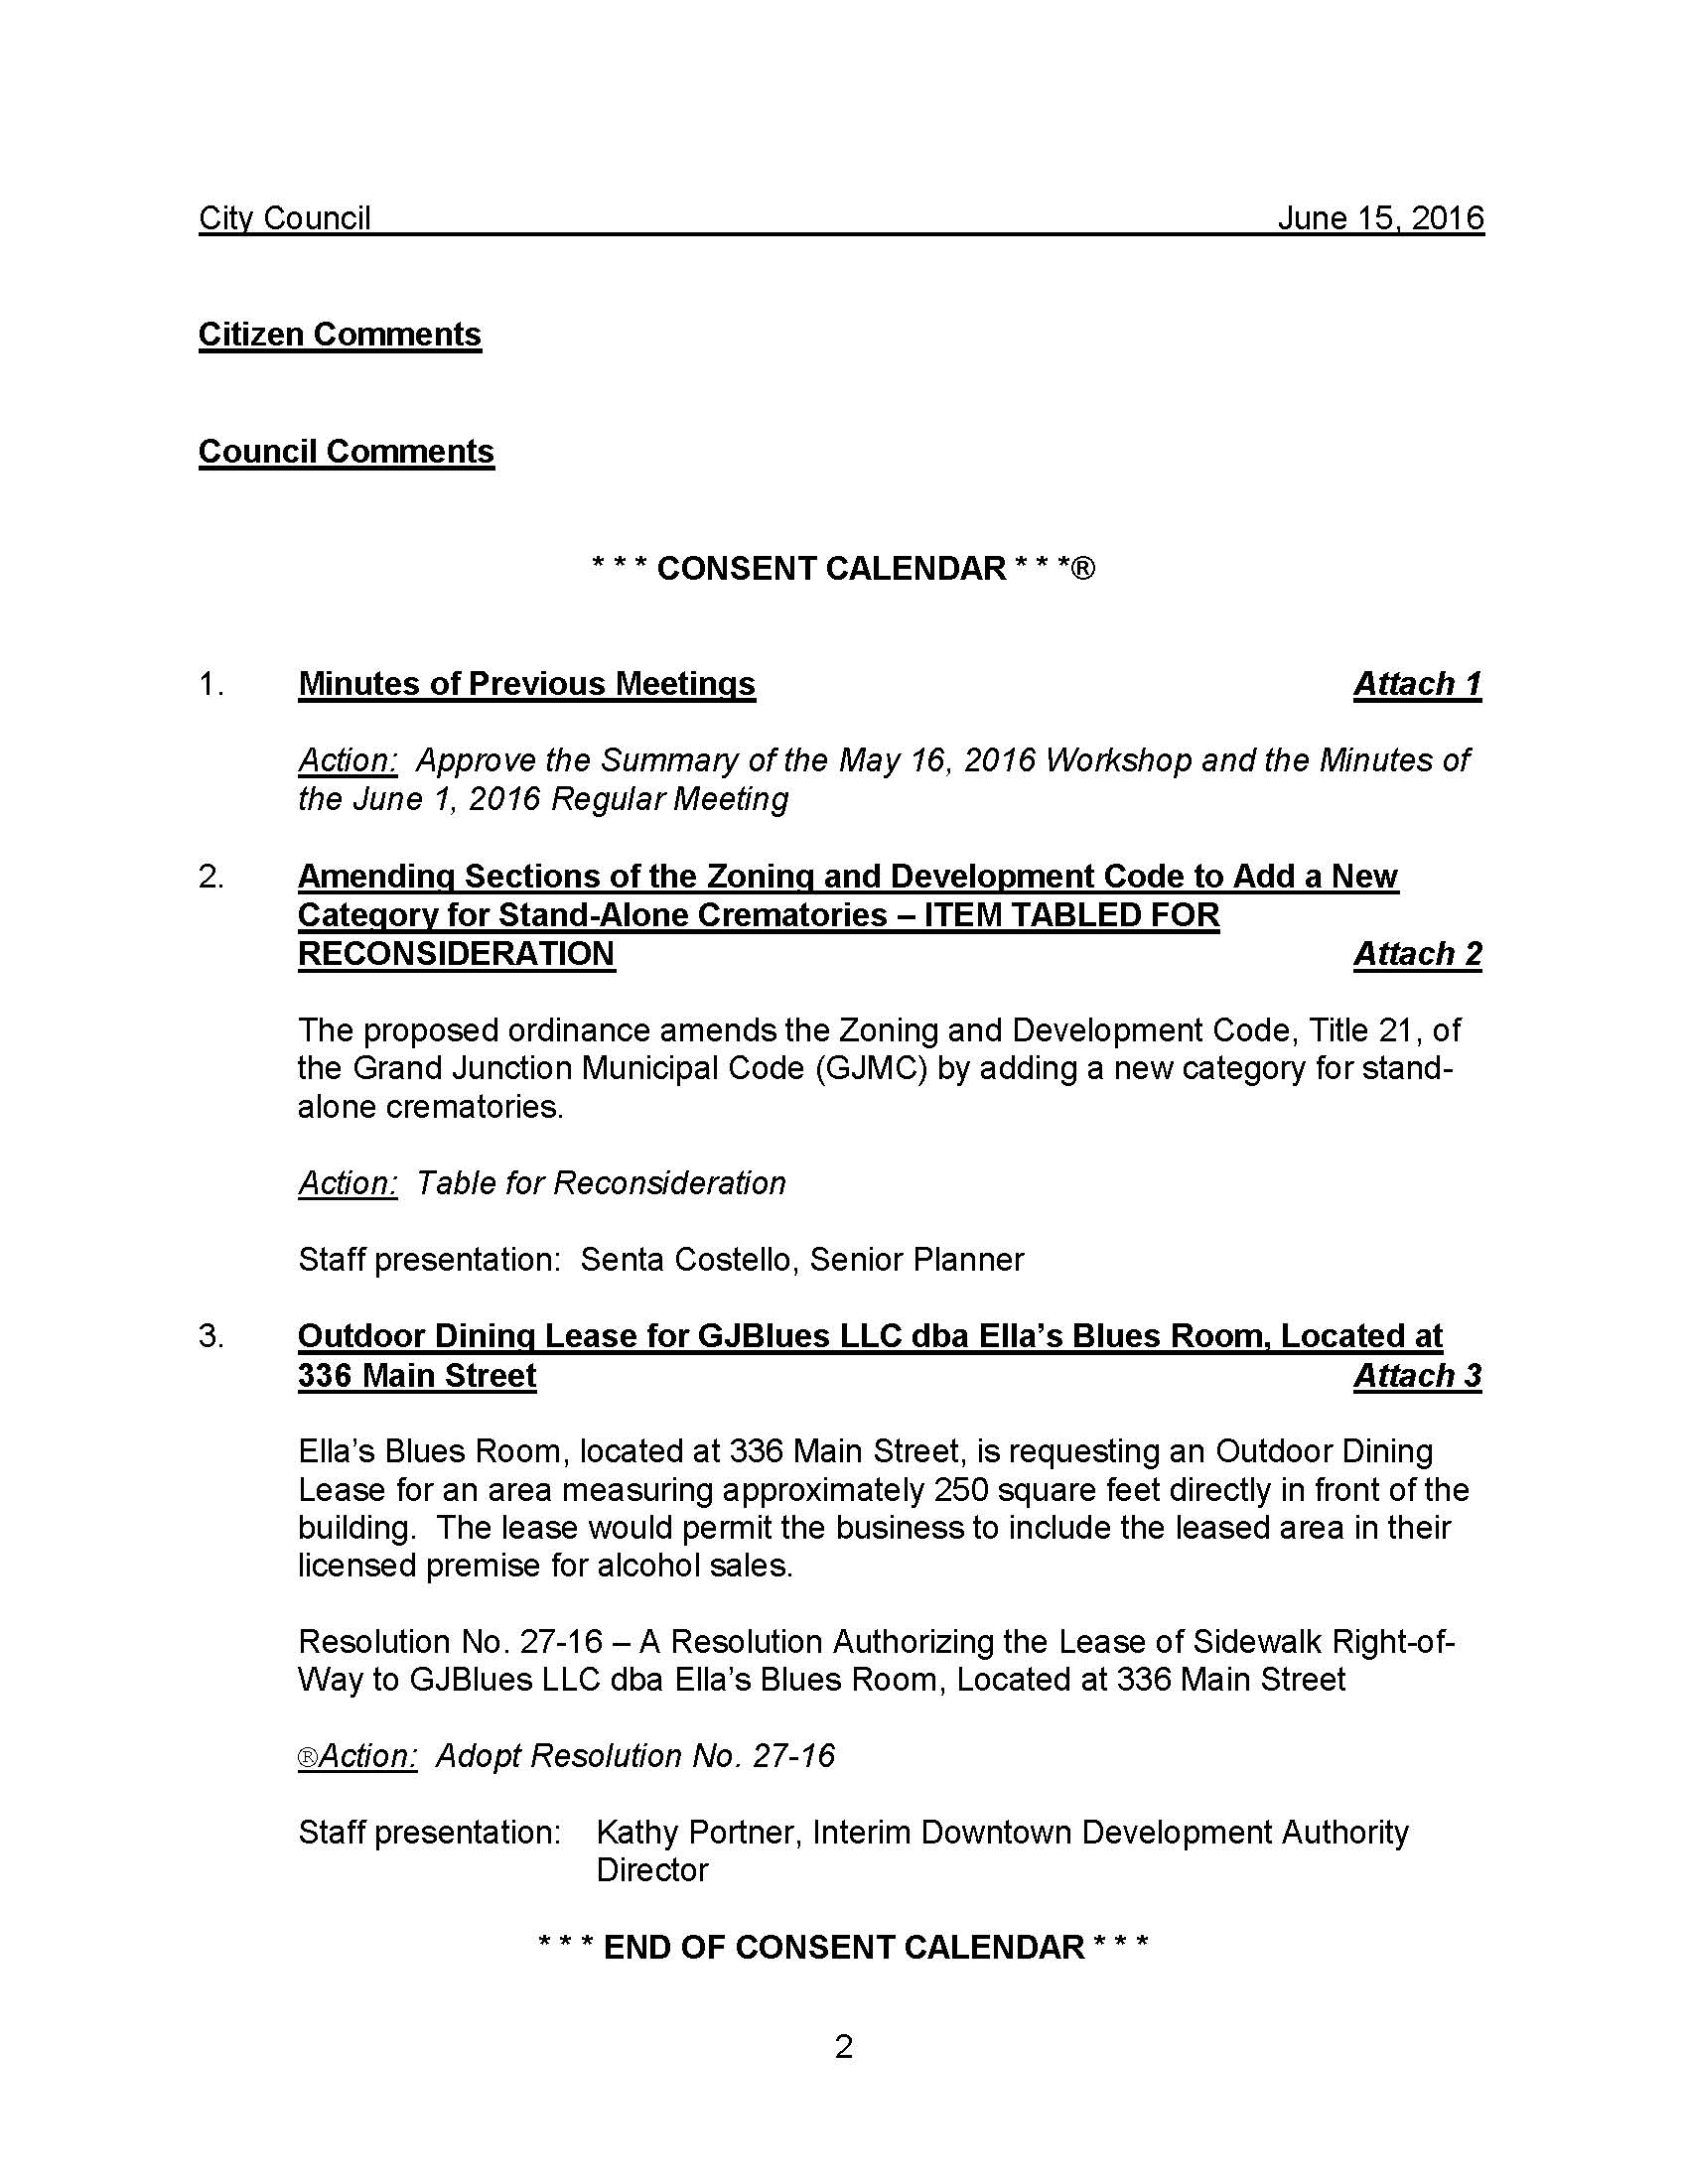 City Council June 15, 2016
Citizen Comments
Council Comments
* * * CONSENT CALENDAR * * *®
1. Minutes of Previous Meetings Attach 1
Action: Approve the Summary of the May 16, 2016 Workshop and the Minutes of
the June 1, 2016 Regular Meeting
2. Amending Sections of the Zoning and Development Code to Add a New
Category for Stand-Alone Crematories – ITEM TABLED FOR
RECONSIDERATION Attach 2
The proposed ordinance amends the Zoning and Development Code, Title 21, of
the Grand Junction Municipal Code (GJMC) by adding a new category for stand-
alone crematories.
Action: Table for Reconsideration
Staff presentation: Senta Costello, Senior Planner
3. Outdoor Dining Lease for GJBlues LLC dba Ella’s Blues Room, Located at
336 Main Street Attach 3
Ella’s Blues Room, located at 336 Main Street, is requesting an Outdoor Dining
Lease for an area measuring approximately 250 square feet directly in front of the
building. The lease would permit the business to include the leased area in their
licensed premise for alcohol sales.
Resolution No. 27-16 – A Resolution Authorizing the Lease of Sidewalk Right-of-
Way to GJBlues LLC dba Ella’s Blues Room, Located at 336 Main Street
®Action: Adopt Resolution No. 27-16
Staff presentation: Kathy Portner, Interim Downtown Development Authority
Director
* * * END OF CONSENT CALENDAR * * *
2